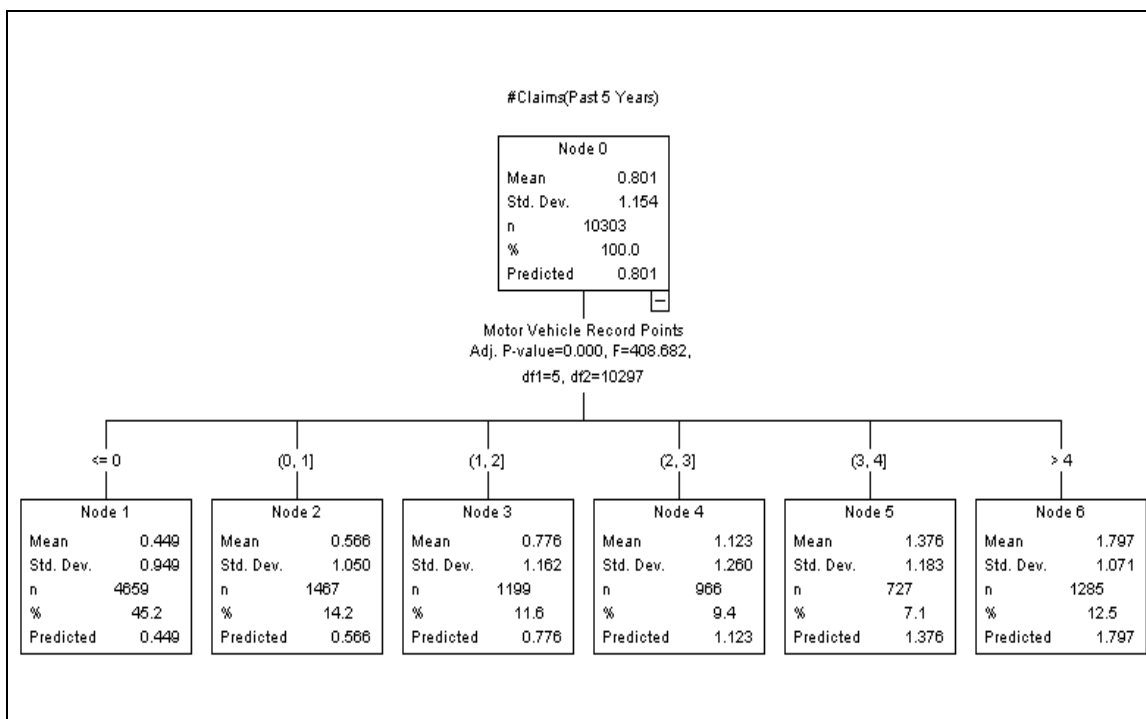 #Claims(Past 5 Years)
Node 0
Mean 0.801
Std. Dev. 1.154
n 10303
% 100.0
Predicted 0.801
Motor Vehicle Record Points
Adj. P-value=0.000, F=408.682,
df1=5, df2=10297
<= 0
(0, 1]
(1, 2]
(2, 3]
(3, 4]
> 4
Node 1
Mean 0.449
Std. Dev. 0.949
n 4659
% 45.2
Predicted 0.449
Node 2
Mean 0.566
Std. Dev. 1.050
n 1467
% 14.2
Predicted 0.566
Node 3
Mean 0.776
Std. Dev. 1.162
n 1199
% 11.6
Predicted 0.776
Node 4
Mean 1.123
Std. Dev. 1.260
n 966
% 9.4
Predicted 1.123
Node 5
Mean 1.376
Std. Dev. 1.183
n 727
% 7.1
Predicted 1.376
Node 6
Mean 1.797
Std. Dev. 1.071
n 1285
% 12.5
Predicted 1.797